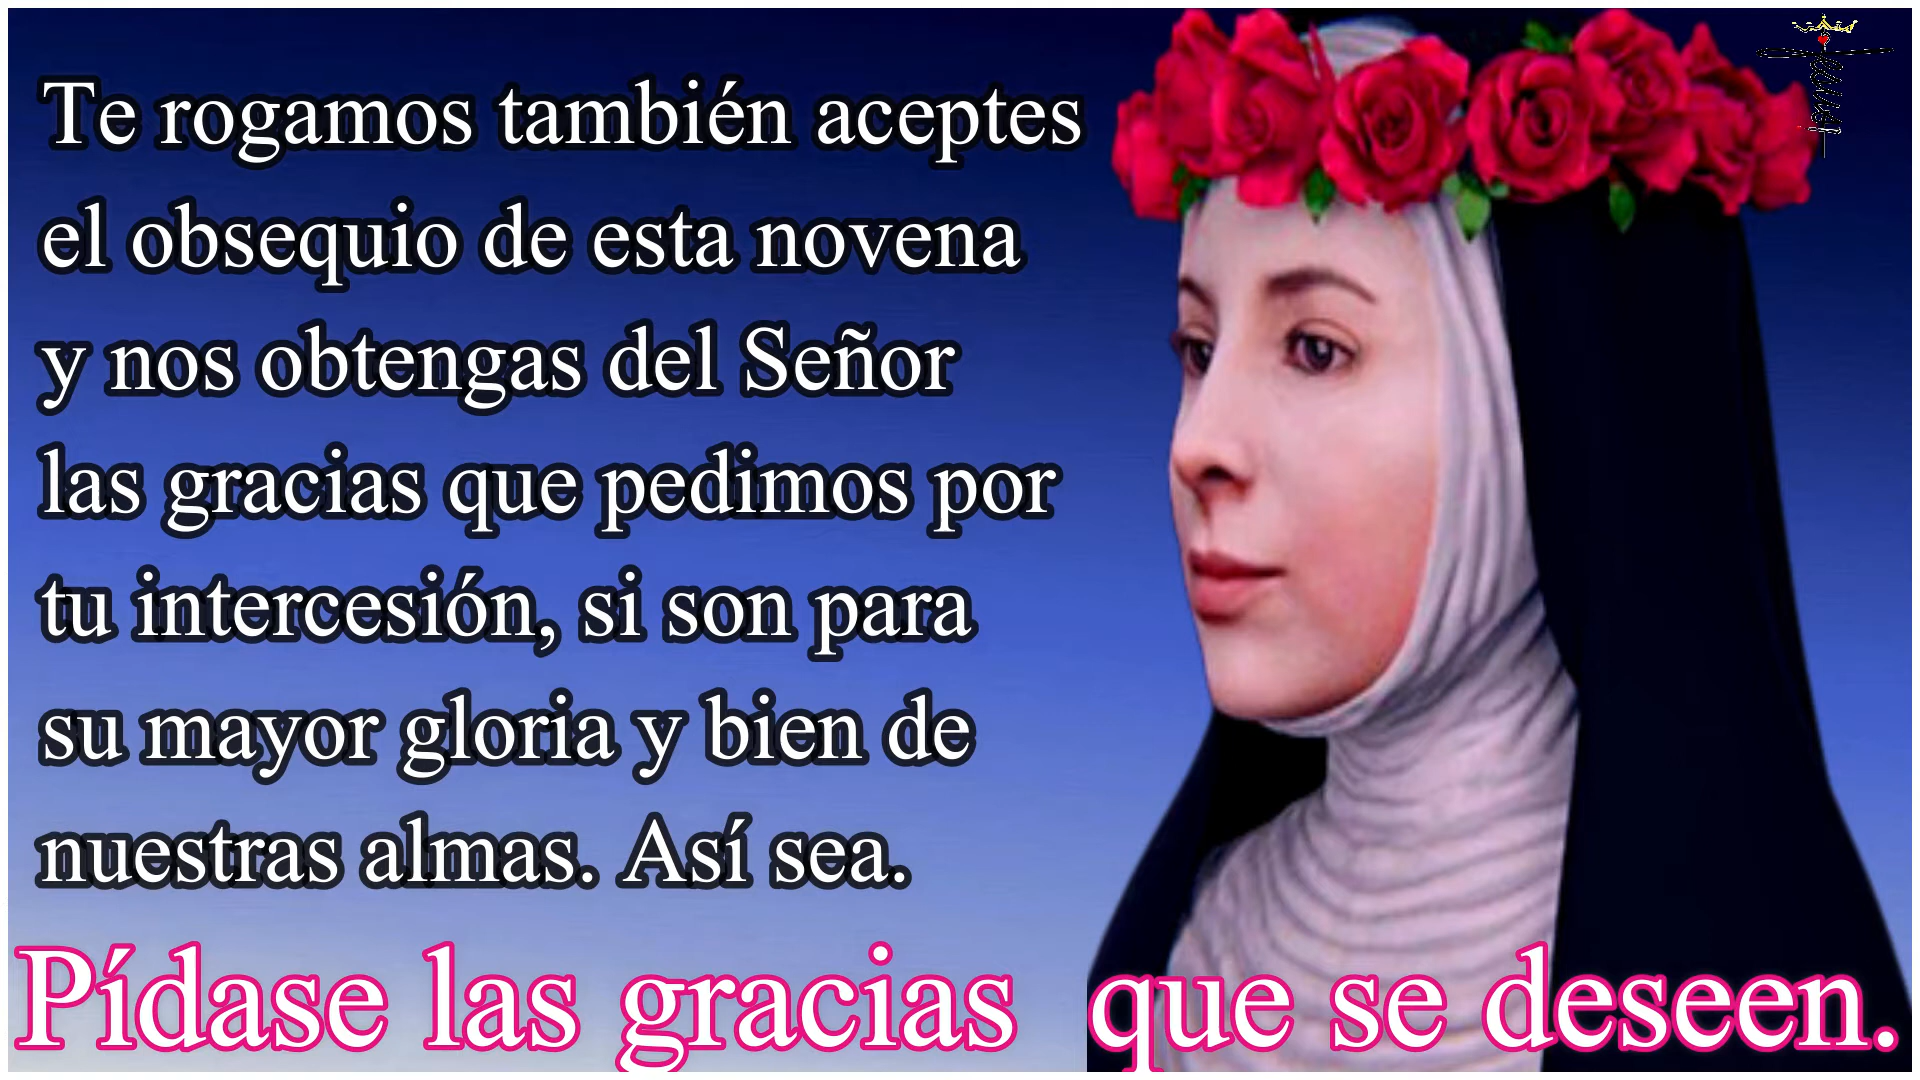 Te rogamos también aceptes
el obsequio de esta novena
y nos obtengas del Señor
las gracias que pedimos por
tu intercesión, si son para
su mayor gloria y bien de
nuestras almas. Así sea.
Pídase las gracias que se deseen.